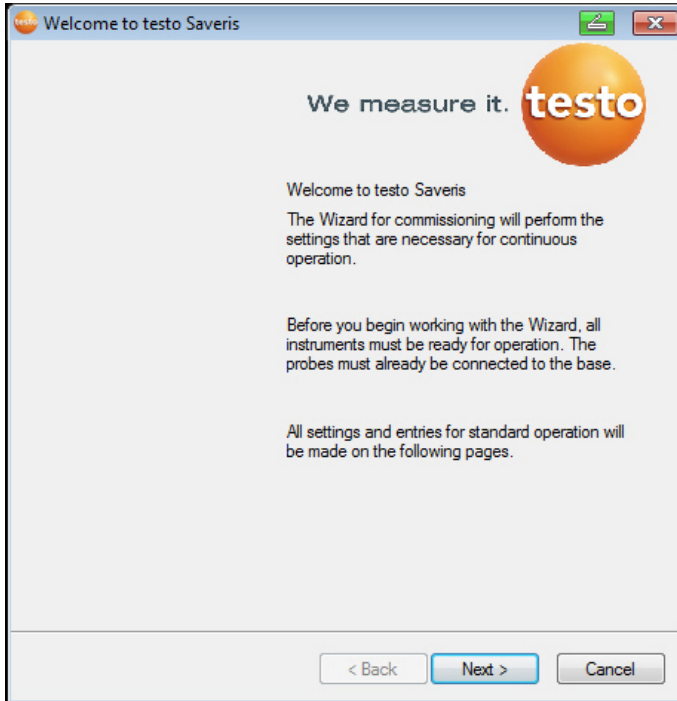 testo Welcome to testo Saveris
We measure it. testo
Welcome to testo Saveris
The Wizard for commissioning will perform the
settings that are necessary for continuous
operation.
Before you begin working with the Wizard, all
instruments must be ready for operation. The
probes must already be connected to the base.
All settings and entries for standard operation will
be made on the following pages.
< Back Next > Cancel